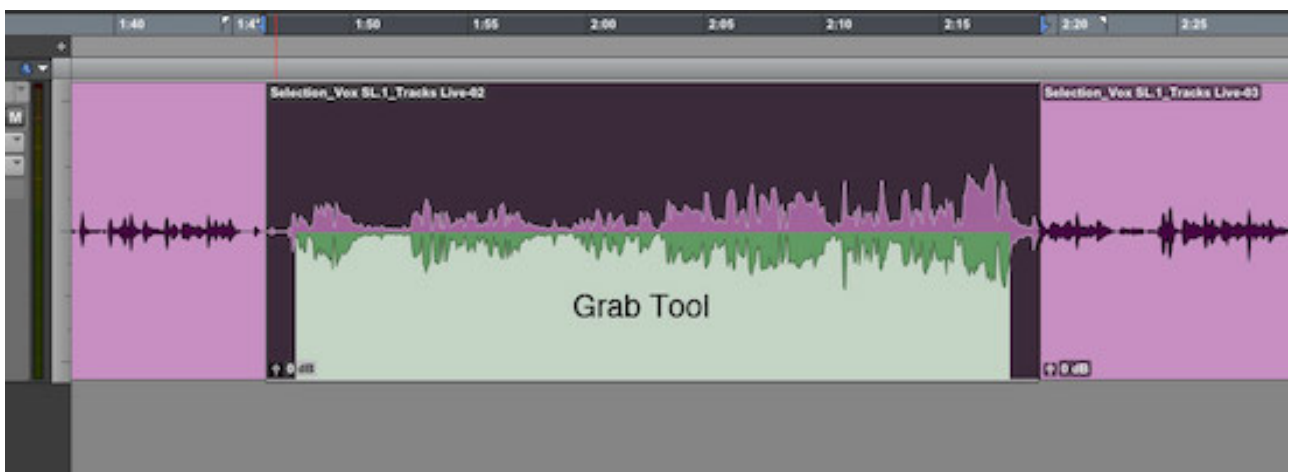 1:40 1:4 1:50 1:55 2:00 2:05 2:10 2:15 2:20 2:25
+
Selection_Vox SL.1_Tracks Live-02 Selection_Vox SL.1_Tracks Live-03
M
Grab Tool
0 dB 0 dB